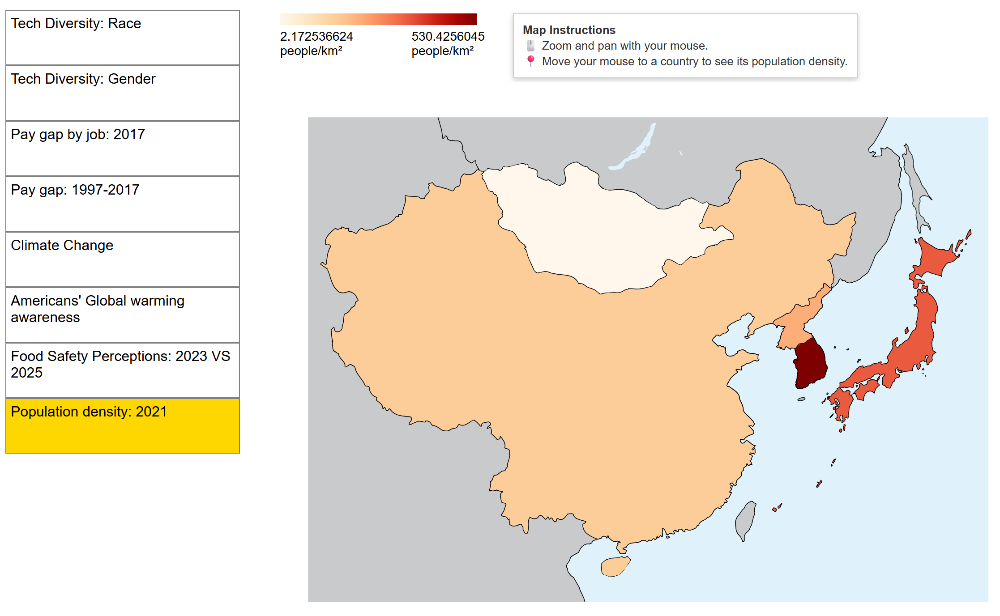 Tech Diversity: Race
Tech Diversity: Gender
Pay gap by job: 2017
Pay gap: 1997-2017
Climate Change
Americans' Global warming
awareness
Food Safety Perceptions: 2023 VS
2025
Population density: 2021
2.172536624
people/km²
530.4256045
people/km²
Map Instructions
Zoom and pan with your mouse.
Move your mouse to a country to see its population density.